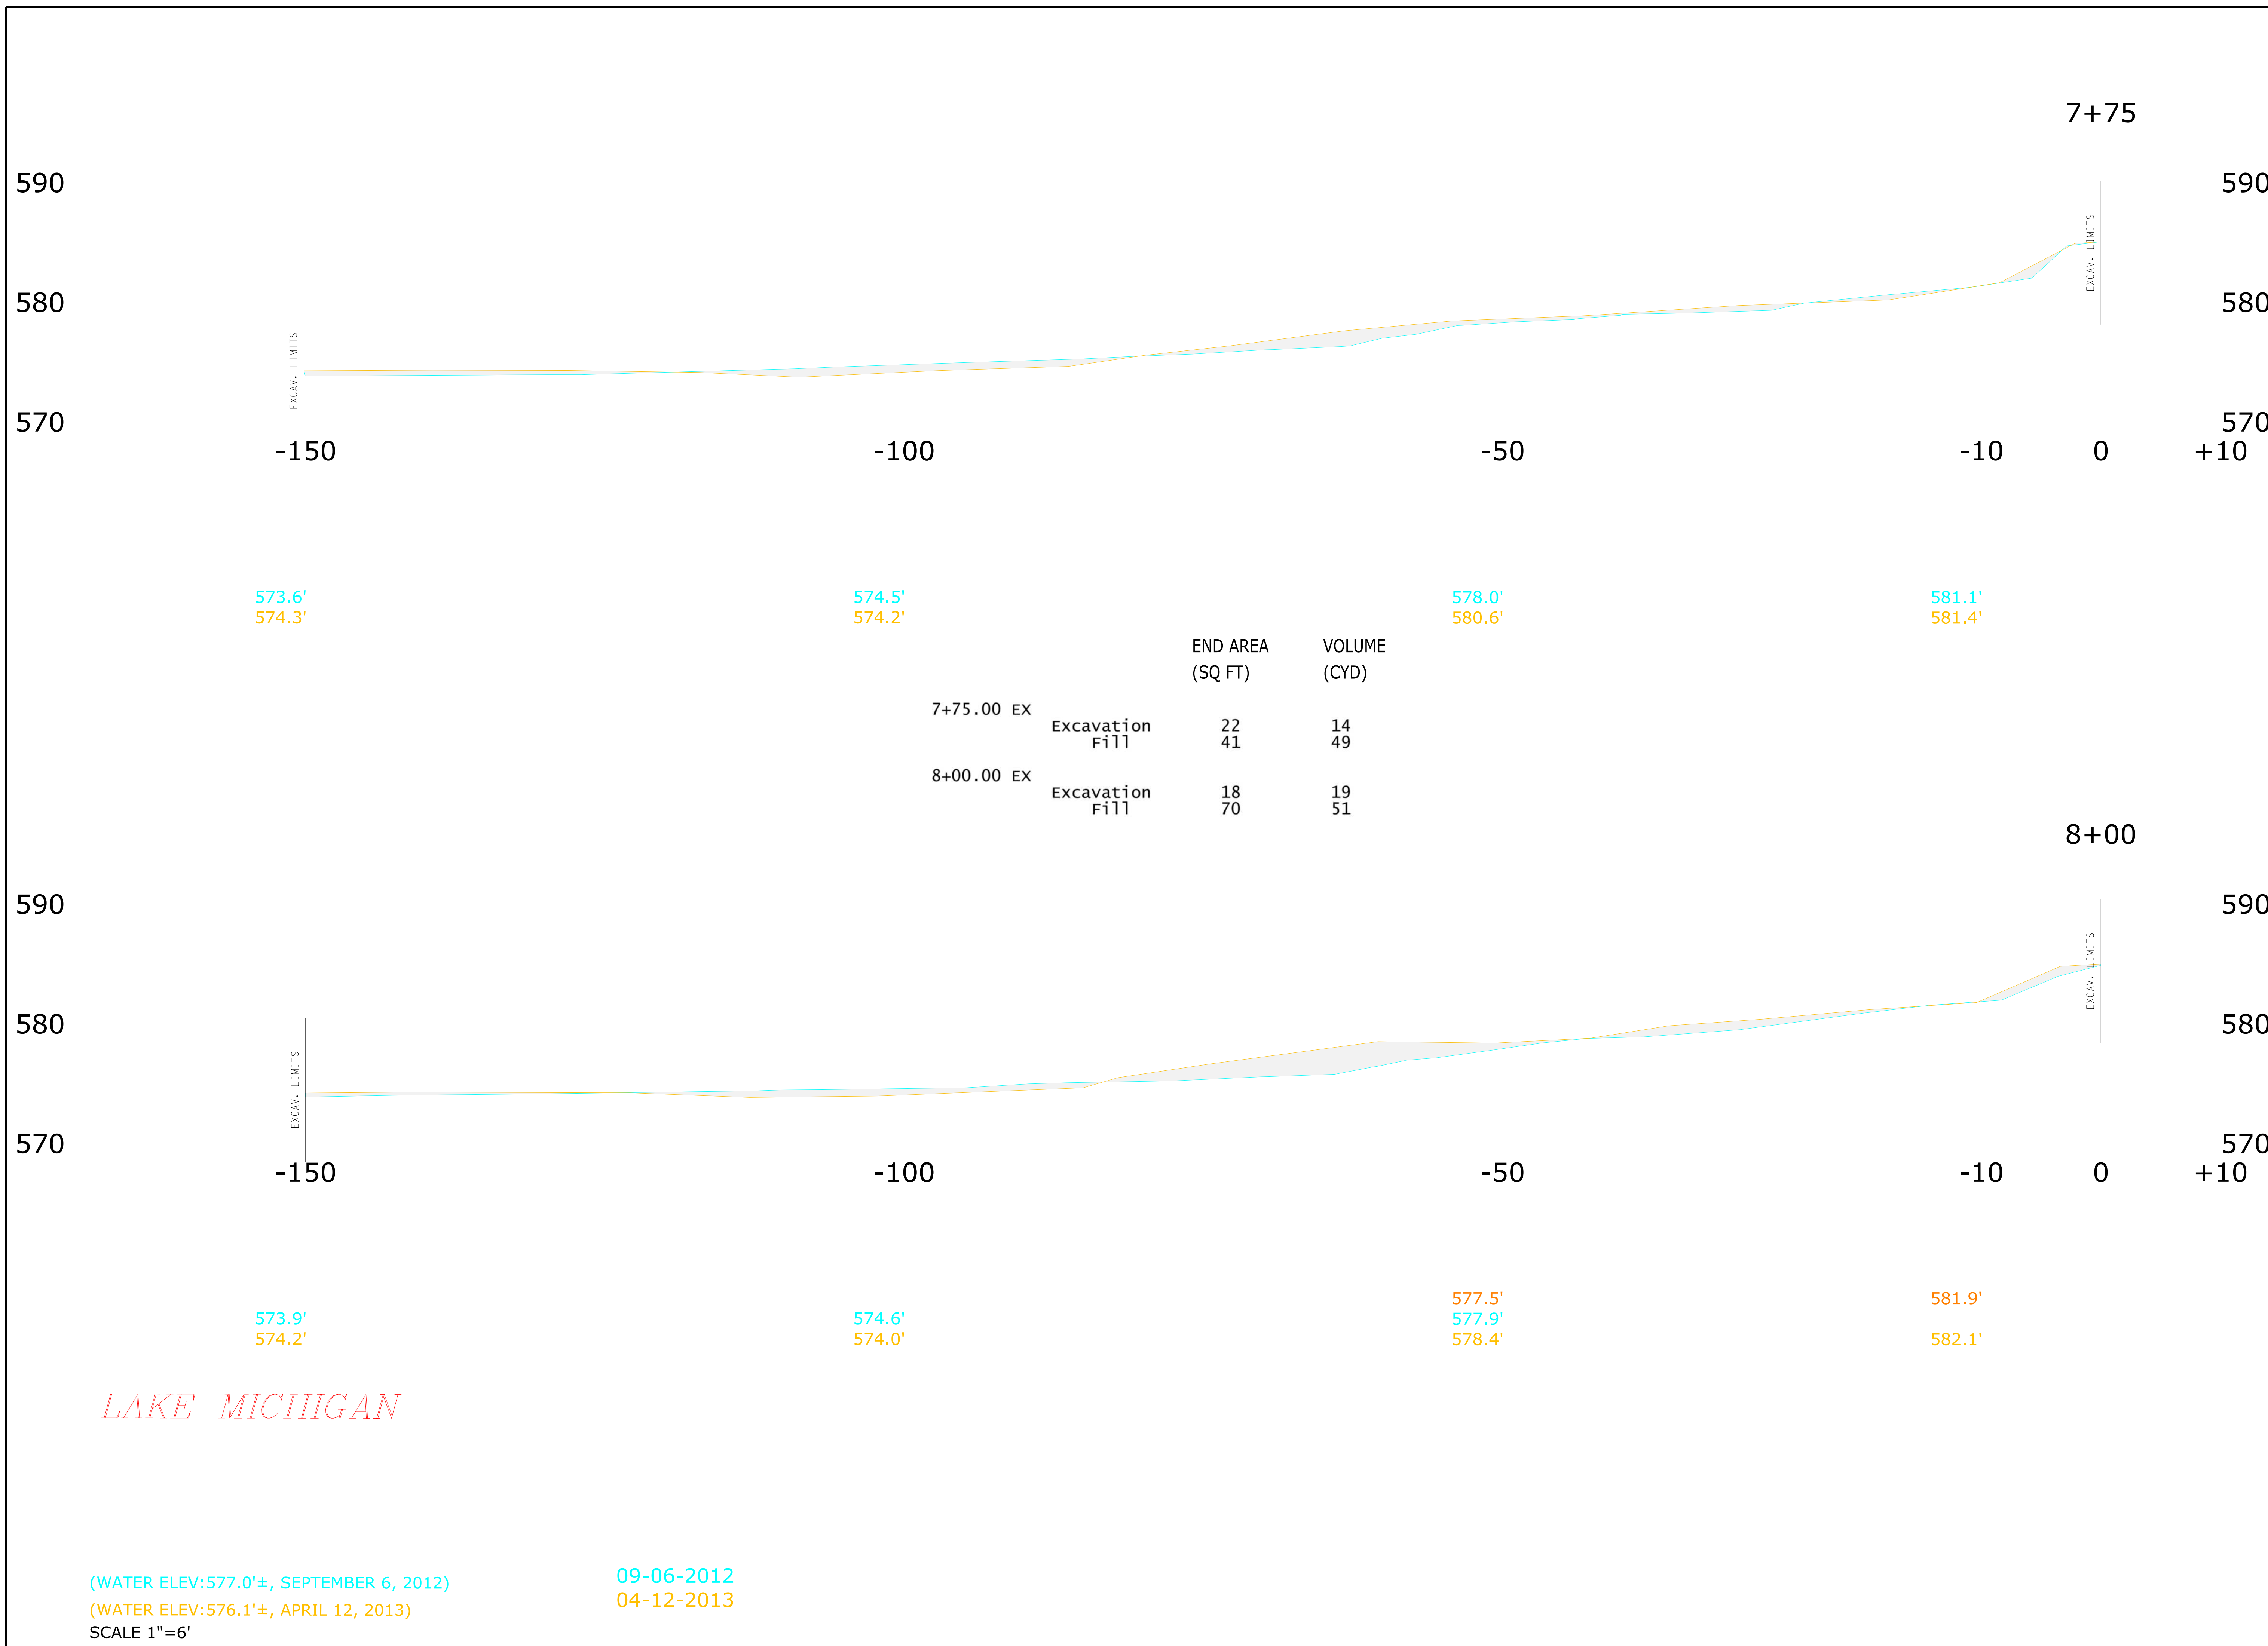 7+75
590 590
EXCAV. LIMITS
580 580
EXCAV. LIMITS
570 570
-150 -100 -50 -10 0 +10
573.6' 574.5' 578.0' 581.1'
574.3' 574.2' 580.6' 581.4'
END AREA VOLUME
(SQ FT) (CYD)
7+75.00 EX
Excavation 22 14
Fill 41 49
8+00.00 EX
Excavation 18 19
Fill 70 51
8+00
590 590
EXCAV. LIMITS
580 580
EXCAV. LIMITS
570 570
-150 -100 -50 -10 0 +10
577.5' 581.9'
573.9' 574.6' 577.9'
574.2' 574.0' 578.4' 582.1'
LAKE MICHIGAN
(WATER ELEV:577.0'±, SEPTEMBER 6, 2012) 09-06-2012
(WATER ELEV:576.1'±, APRIL 12, 2013) 04-12-2013
SCALE 1"=6'